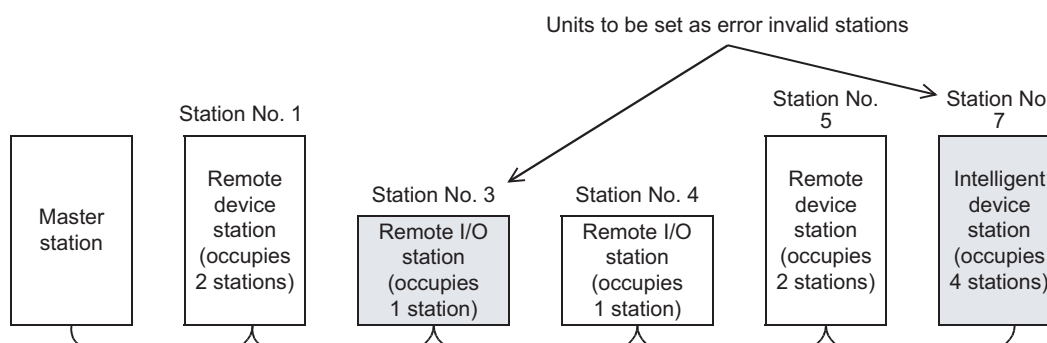 Units to be set as error invalid stations
Station No. 1
Station No. 3
Station No. 4
Station No.
5
Station No.
7
Master
station
Remote
device
station
(occupies
2 stations)
Remote I/O
station
(occupies
1 station)
Remote I/O
station
(occupies
1 station)
Remote
device
station
(occupies
2 stations)
Intelligent
device
station
(occupies
4 stations)